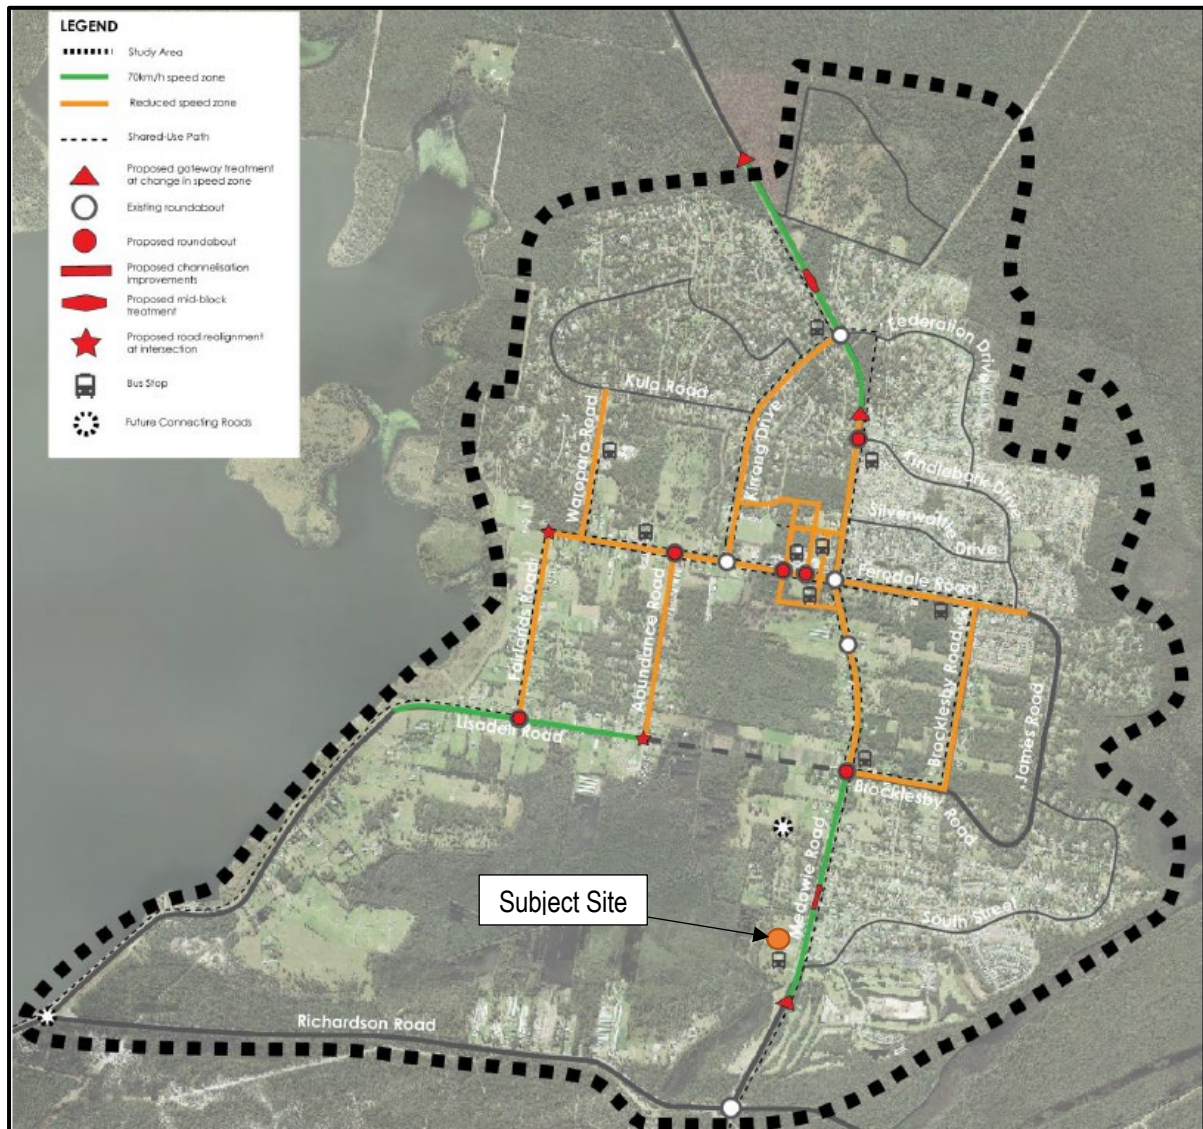 LEGEND
Study Area
70km/h speed zone
Reduced speed zone
Shared-Use Path
Proposed gateway treatment
at change in speed zone
Existing roundabout
Proposed roundabout
Proposed channelisation
improvements
Proposed mid-block
treatment
Proposed road realignment
at intersection
Bus Stop
Future Connecting Roads
Federation Drive
Kula Road
Waropara Road
Kirrang Drive
Kindlebark Drive
Silverwattle Drive
Ferodale Road
Fairlands Road
Abundance Road
Lisadell Road
Brocklesby Road
James Road
Brocklesby Road
Medowie Road
Subject Site
South Street
Richardson Road